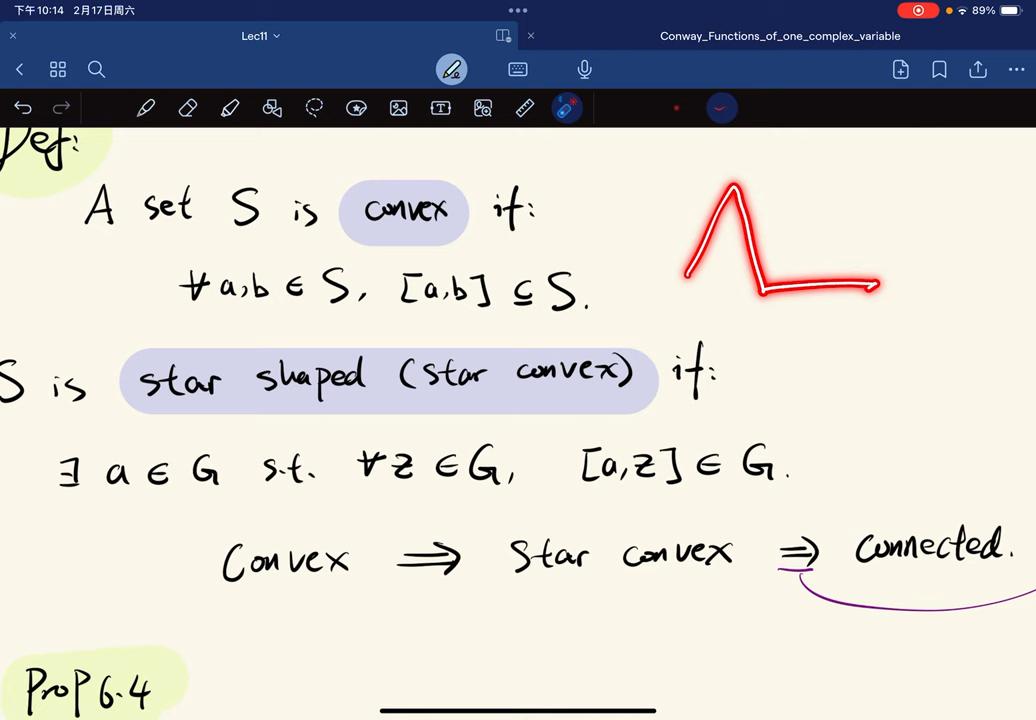 下午10:14 2月17日周六
89%
Lec11
Conway_Functions_of_one_complex_variable
Def:
A set S is convex if:
∀ a,b ∈ S, [a,b] ⊆ S.
S is star shaped (star convex) if:
∃ a ∈ G s.t. ∀ z ∈ G, [a,z] ∈ G.
Convex ⟹ Star convex ⟹ Connected.
Prop 6.4